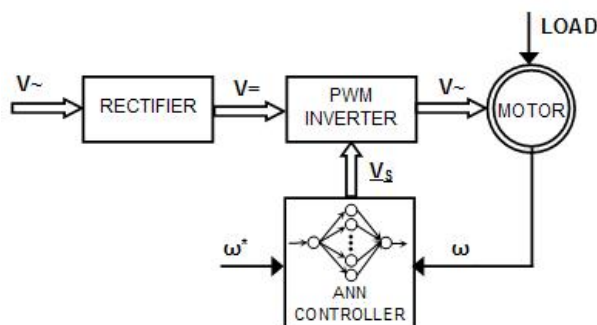 LOAD
V~
RECTIFIER
V=
PWM
INVERTER
V~
MOTOR
Vs
ω*
ω
ANN
CONTROLLER